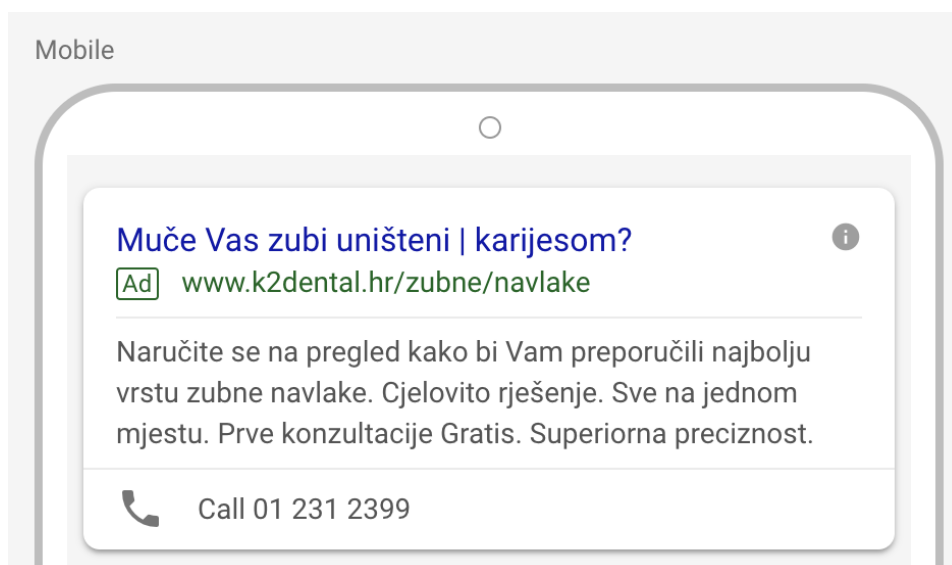 Mobile
Muče Vas zubi uništeni | karijesom?
Ad www.k2dental.hr/zubne/navlake
Naručite se na pregled kako bi Vam preporučili najbolju
vrstu zubne navlake. Cjelovito rješenje. Sve na jednom
mjestu. Prve konzultacije Gratis. Superiorna preciznost.
Call 01 231 2399